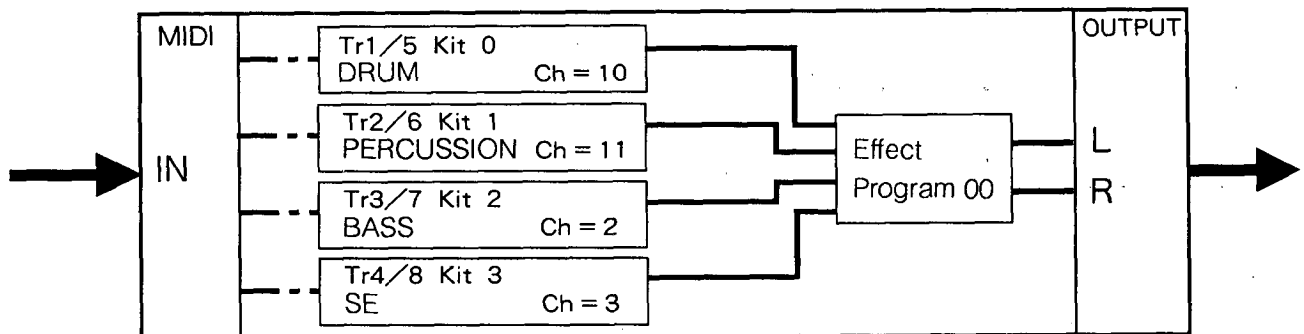 MIDI
IN
Tr1/5 Kit 0
DRUM Ch = 10
Tr2/6 Kit 1
PERCUSSION Ch = 11
Tr3/7 Kit 2
BASS Ch = 2
Tr4/8 Kit 3
SE Ch = 3
Effect
Program 00
OUTPUT
L
R